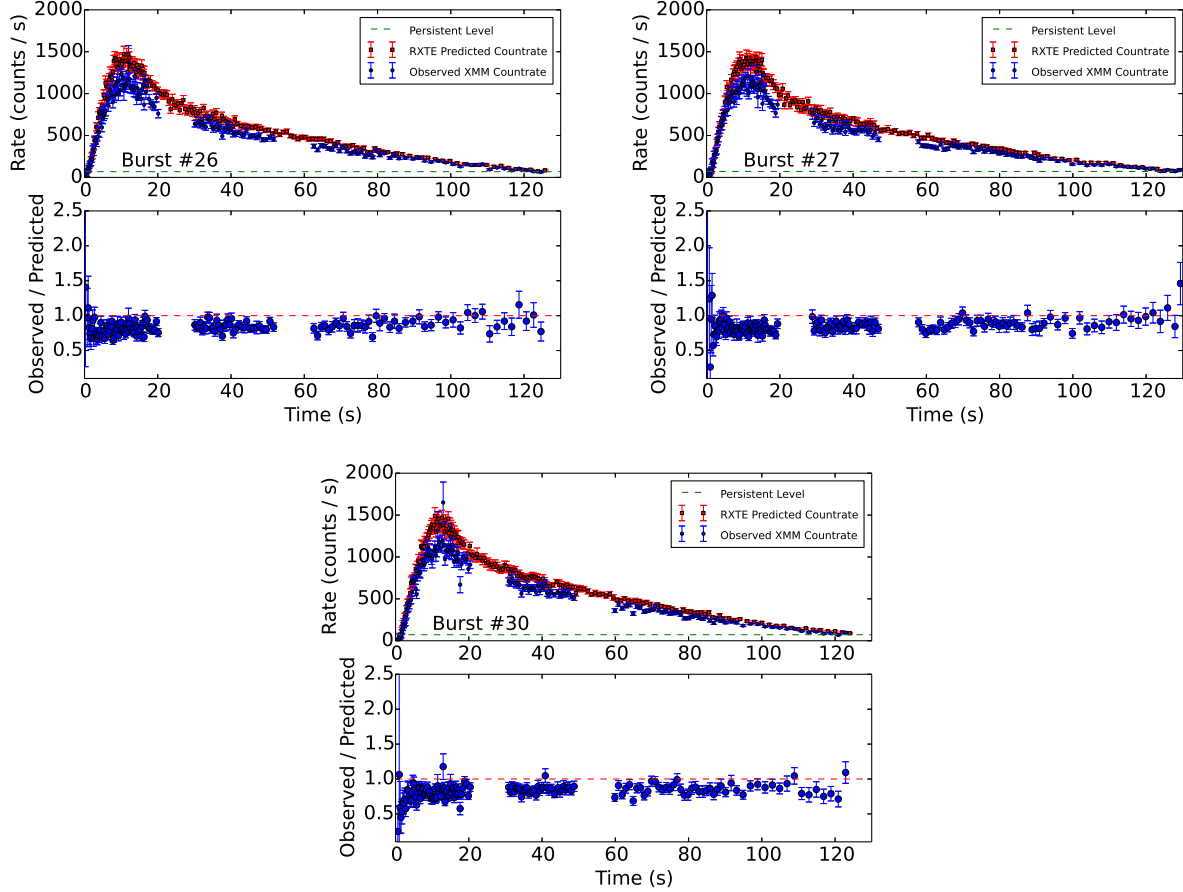 2000
1500
1000
500
0
Rate (counts / s)
Persistent Level
RXTE Predicted Countrate
Observed XMM Countrate
Burst #26
0 20 40 60 80 100 120
2.5
2.0
1.5
1.0
0.5
Observed / Predicted
0 20 40 60 80 100 120
Time (s)
2000
1500
1000
500
0
Rate (counts / s)
Persistent Level
RXTE Predicted Countrate
Observed XMM Countrate
Burst #27
0 20 40 60 80 100 120
2.5
2.0
1.5
1.0
0.5
Observed / Predicted
0 20 40 60 80 100 120
Time (s)
2000
1500
1000
500
0
Rate (counts / s)
Persistent Level
RXTE Predicted Countrate
Observed XMM Countrate
Burst #30
0 20 40 60 80 100 120
2.5
2.0
1.5
1.0
0.5
Observed / Predicted
0 20 40 60 80 100 120
Time (s)